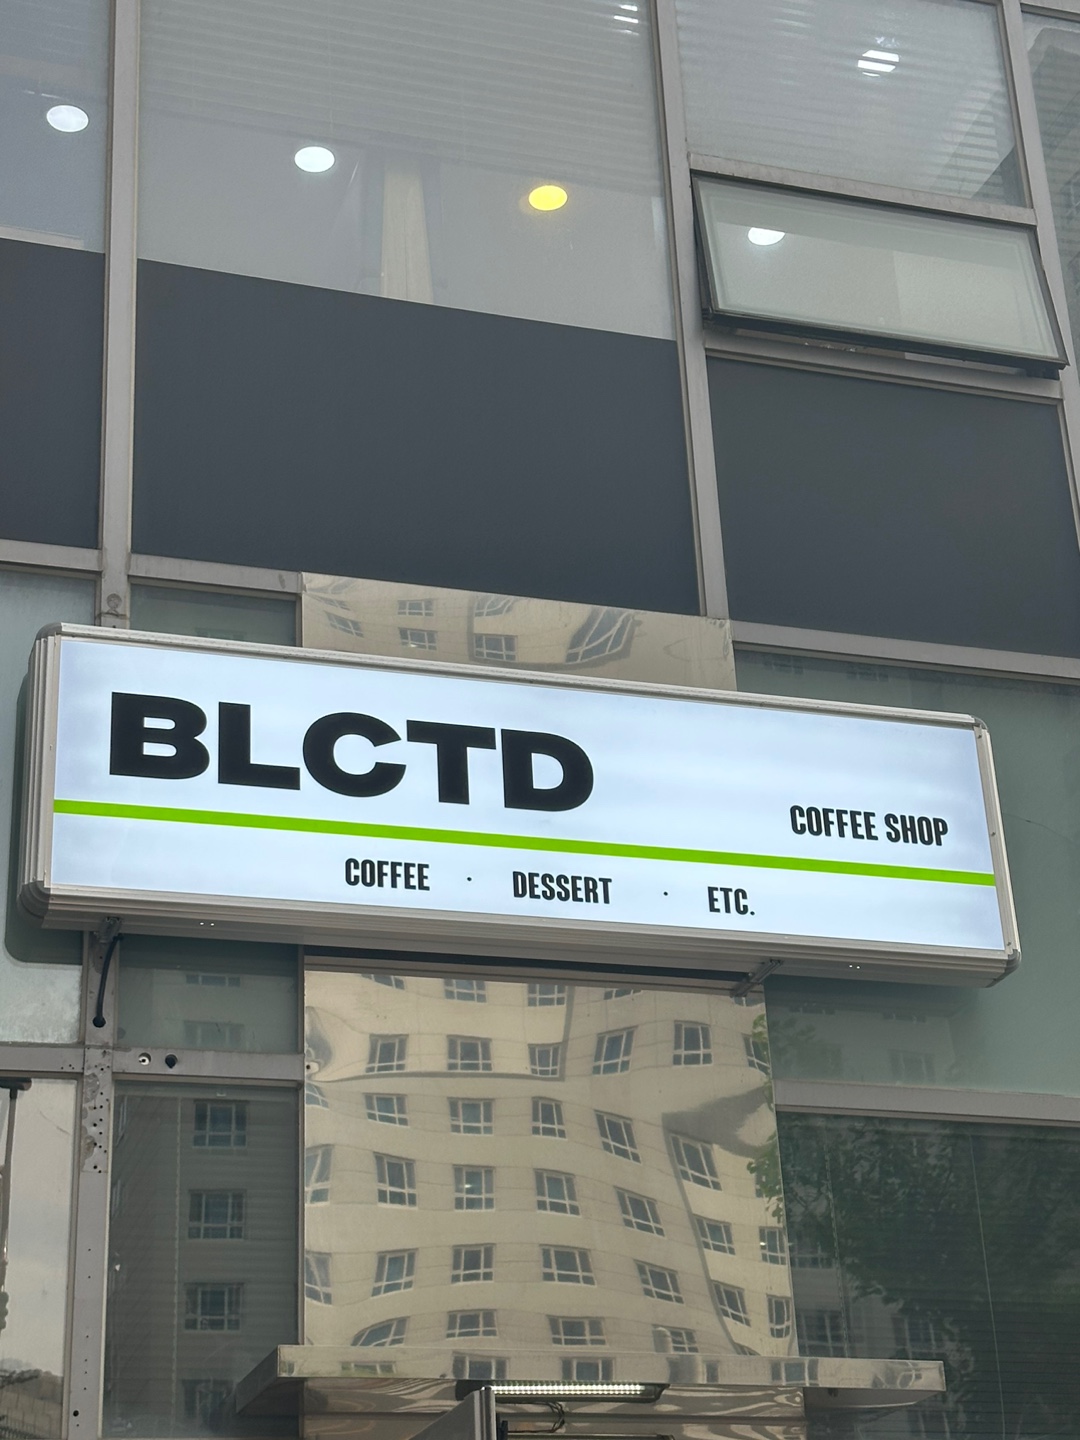 BLCTD
COFFEE SHOP
COFFEE · DESSERT · ETC.